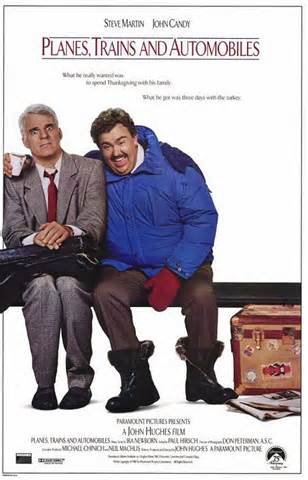 STEVE MARTIN JOHN CANDY
PLANES, TRAINS AND AUTOMOBILES
What he really wanted was
to spend Thanksgiving with his family.
What he got was three days with the turkey.
PARAMOUNT PICTURES PRESENTS
A JOHN HUGHES FILM
PLANES, TRAINS AND AUTOMOBILES IRA NEWBORN PAUL HIRSCH DON PETERMAN, A.S.C.
MICHAEL CHINICH NEIL MACHLIS JOHN HUGHES A PARAMOUNT PICTURE